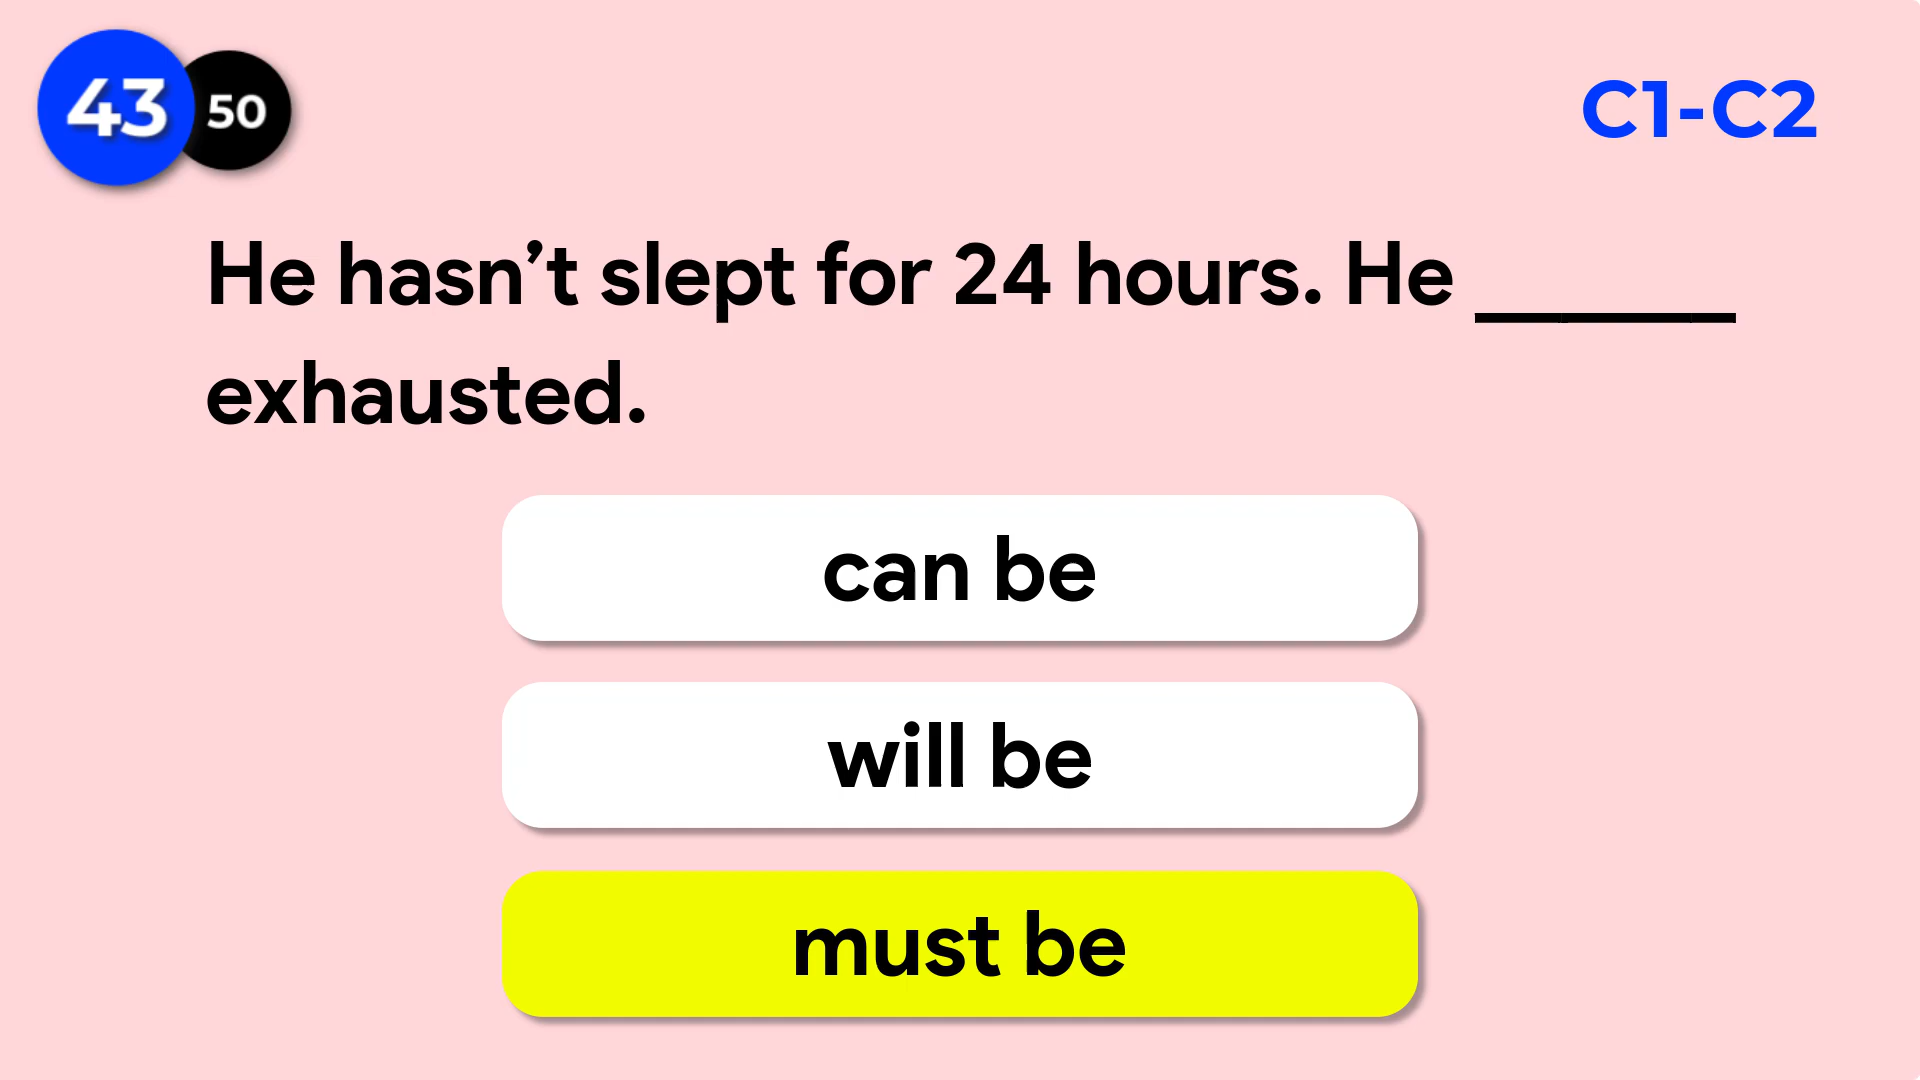 43 50
C1-C2
He hasn’t slept for 24 hours. He ______
exhausted.
can be
will be
must be